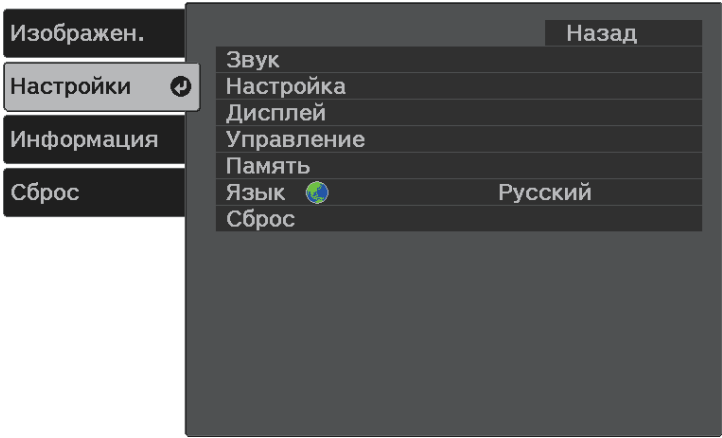 Изображен.
Настройки
Информация
Сброс
Назад
Звук
Настройка
Дисплей
Управление
Память
Язык Русский
Сброс